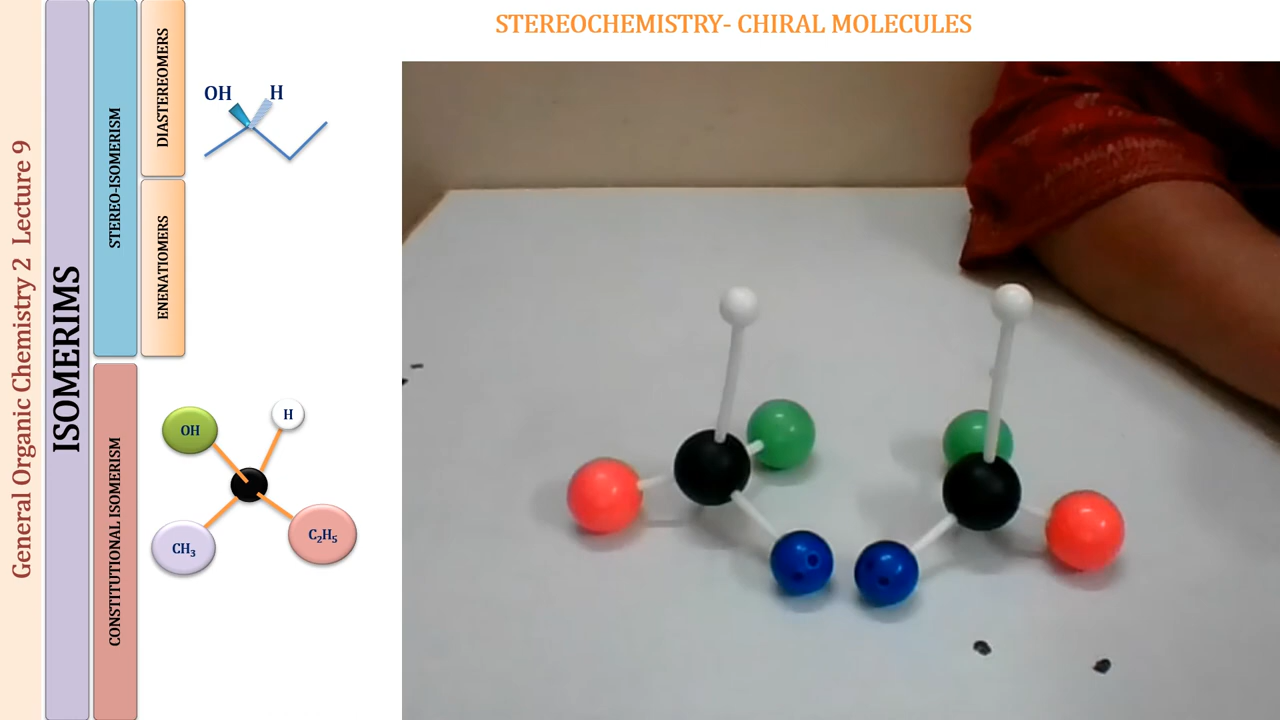 STEREOCHEMISTRY- CHIRAL MOLECULES
General Organic Chemistry 2 Lecture 9
ISOMERIMS
STEREO-ISOMERISM
DIASTEREOMERS
ENENATIOMERS
CONSTITUTIONAL ISOMERISM
OH H
OH
H
CH₃
C₂H₅